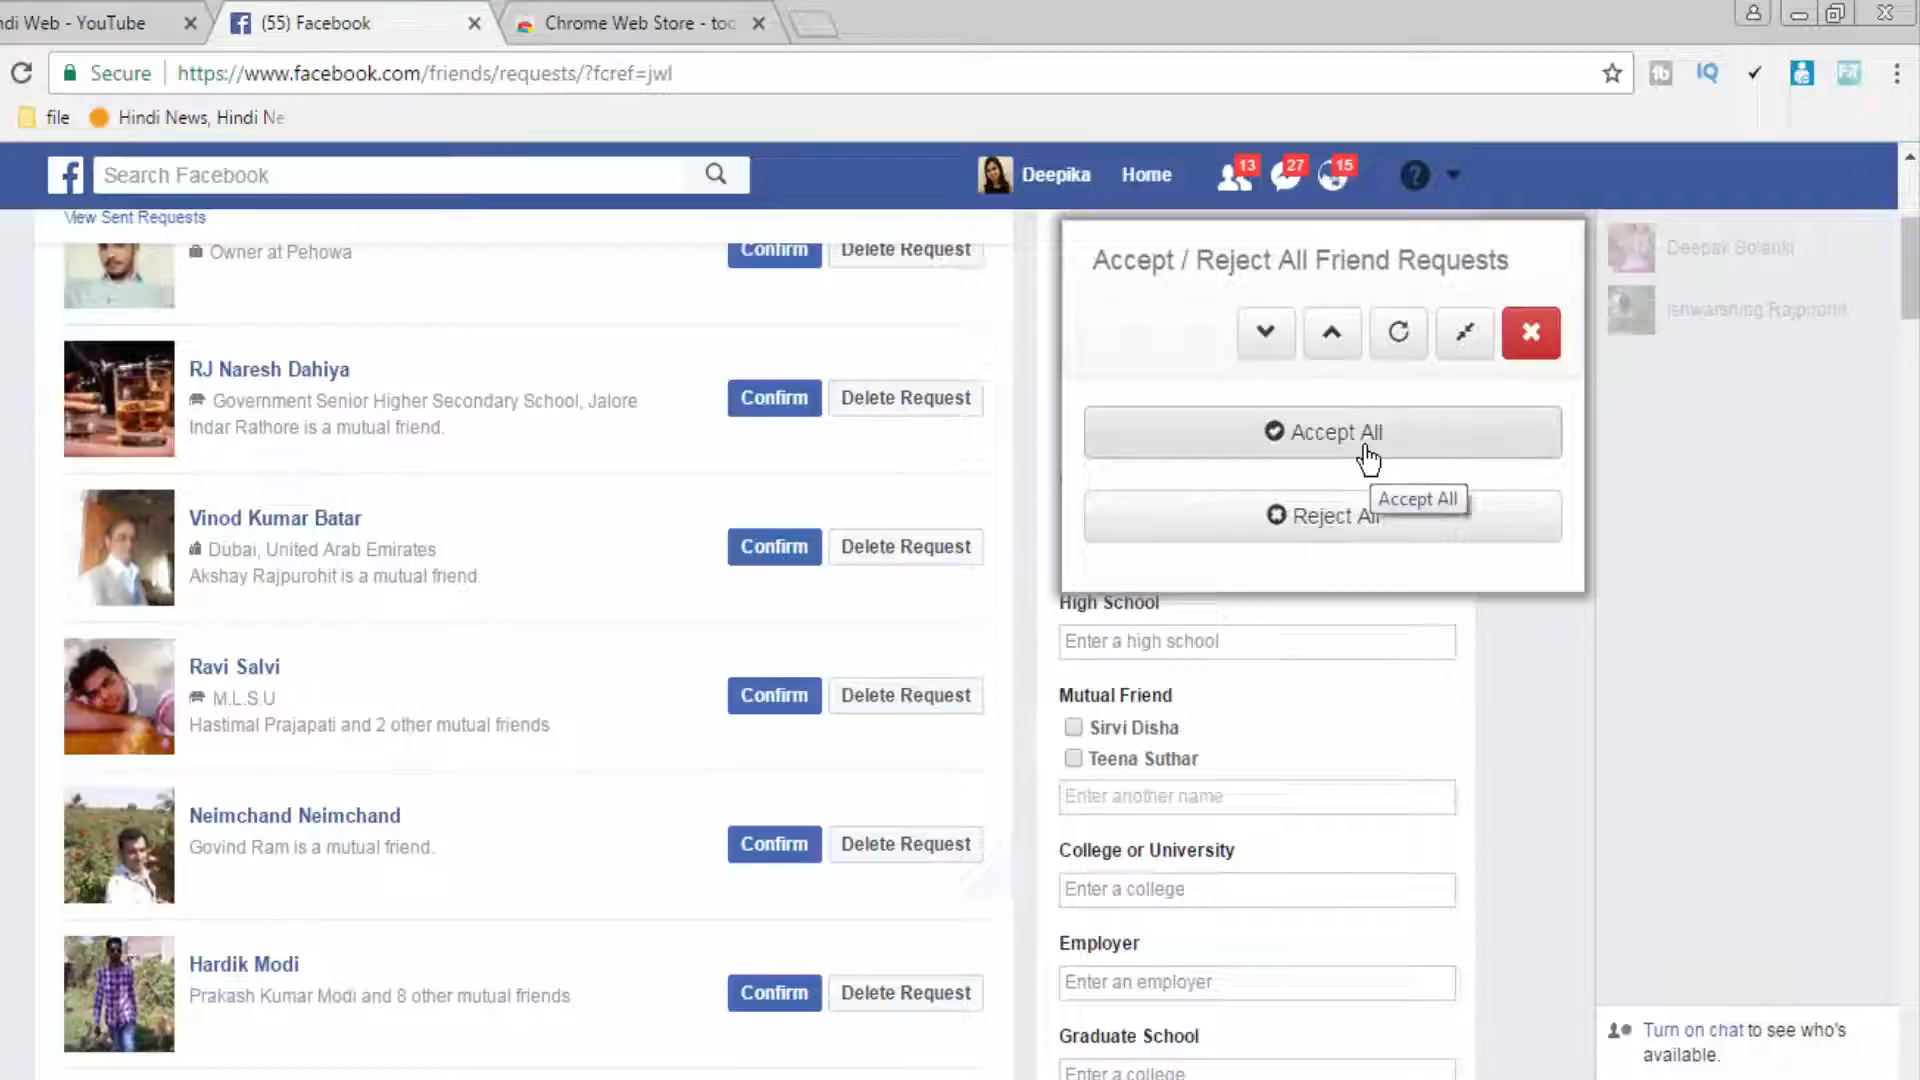 ndi Web - YouTube
(55) Facebook
Chrome Web Store - too
Secure
https://www.facebook.com/friends/requests/?fcref=jwl
file
Hindi News, Hindi Ne
Search Facebook
Deepika
Home
13
27
15
View Sent Requests
Owner at Pehowa
Confirm
Delete Request
RJ Naresh Dahiya
Government Senior Higher Secondary School, Jalore
Indar Rathore is a mutual friend.
Confirm
Delete Request
Vinod Kumar Batar
Dubai, United Arab Emirates
Akshay Rajpurohit is a mutual friend
Confirm
Delete Request
Ravi Salvi
M.L.S.U
Hastimal Prajapati and 2 other mutual friends
Confirm
Delete Request
Neimchand Neimchand
Govind Ram is a mutual friend.
Confirm
Delete Request
Hardik Modi
Prakash Kumar Modi and 8 other mutual friends
Confirm
Delete Request
Accept / Reject All Friend Requests
Accept All
Accept All
Reject All
High School
Enter a high school
Mutual Friend
Sirvi Disha
Teena Suthar
Enter another name
College or University
Enter a college
Employer
Enter an employer
Graduate School
Enter a college
Deepak Solanki
Ishwarshing Rajpurohit
Turn on chat to see who's
available.